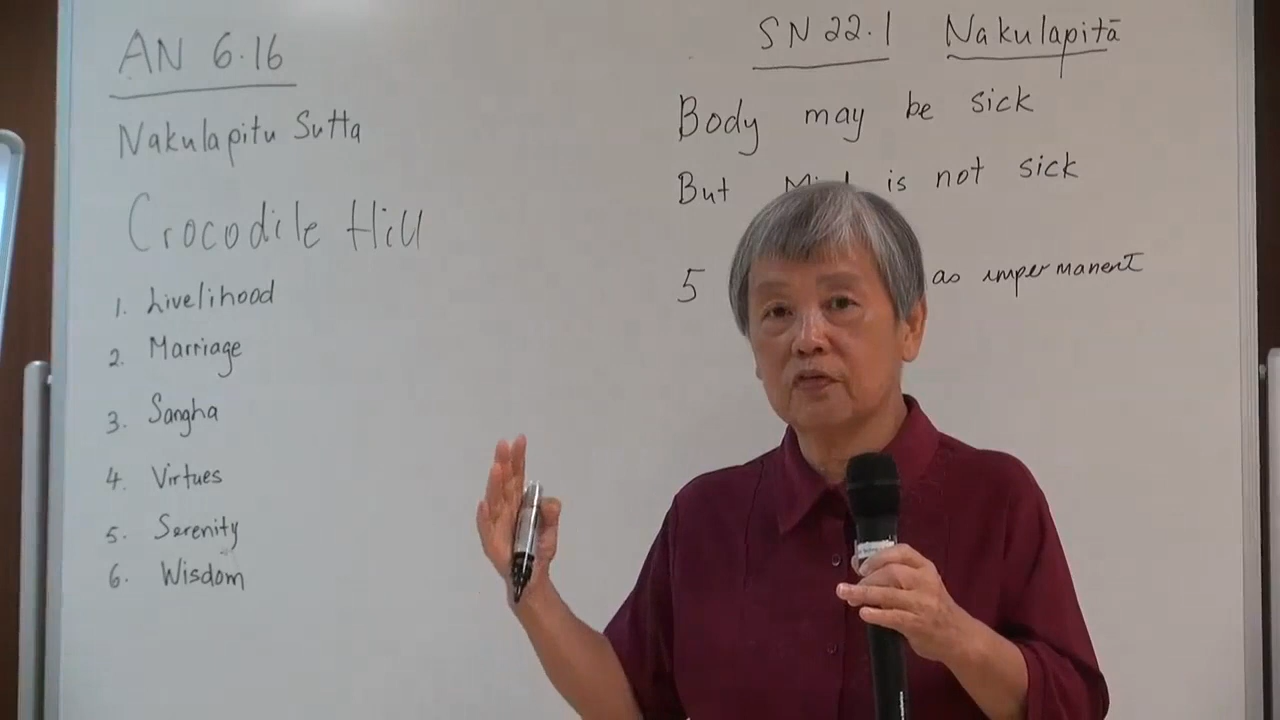 AN 6.16
Nakulapitu Sutta
Crocodile Hill
1. Livelihood
2. Marriage
3. Sangha
4. Virtues
5. Serenity
6. Wisdom
SN 22.1 Nakulapitā
Body may be sick
But is not sick
5 as impermanent